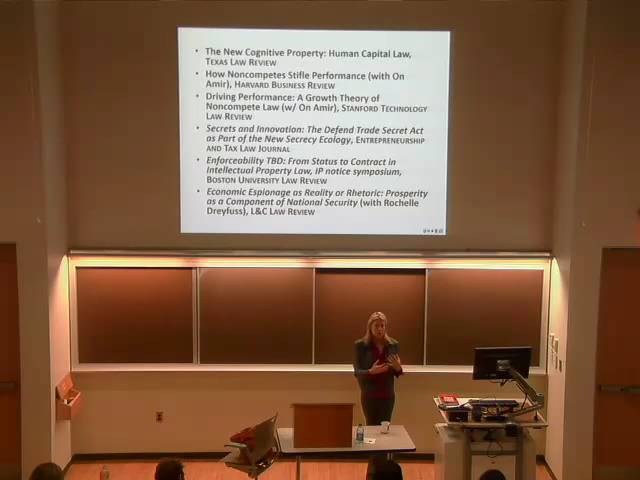 • The New Cognitive Property: Human Capital Law,
TEXAS LAW REVIEW
• How Noncompetes Stifle Performance (with On
Amir), HARVARD BUSINESS REVIEW
• Driving Performance: A Growth Theory of
Noncompete Law (w/ On Amir), STANFORD TECHNOLOGY
LAW REVIEW
• Secrets and Innovation: The Defend Trade Secret Act
as Part of the New Secrecy Ecology, ENTREPRENEURSHIP
AND TAX LAW JOURNAL
• Enforceability TBD: From Status to Contract in
Intellectual Property Law, IP notice symposium,
BOSTON UNIVERSITY LAW REVIEW
• Economic Espionage as Reality or Rhetoric: Prosperity
as a Component of National Security (with Rochelle
Dreyfuss), L&C LAW REVIEW